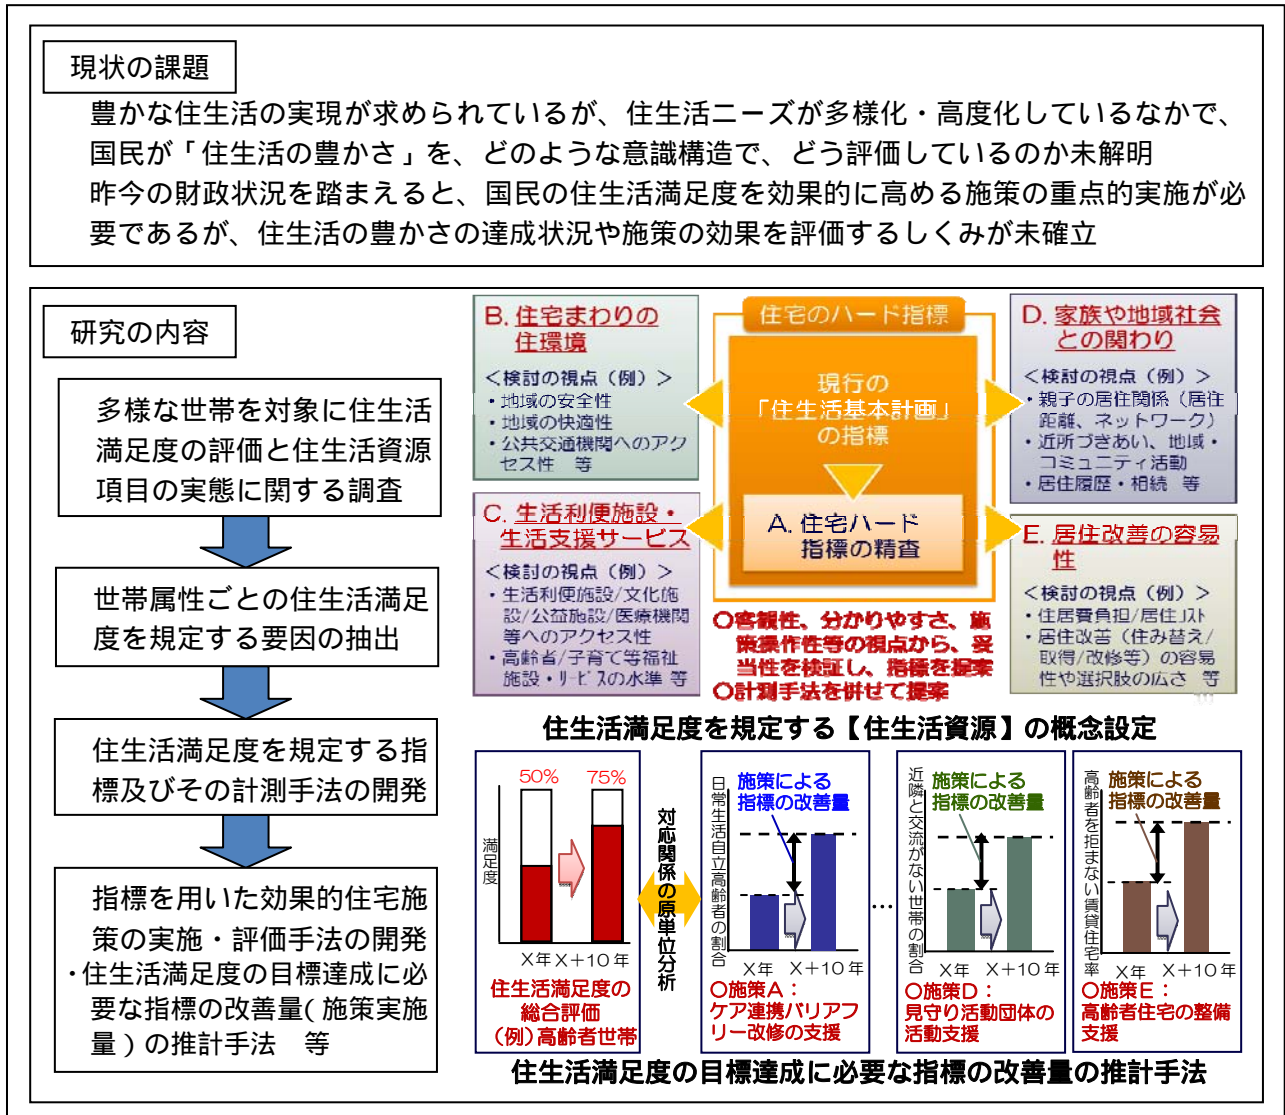 現状の課題
豊かな住生活の実現が求められているが、住生活ニーズが多様化・高度化しているなかで、
国民が「住生活の豊かさ」を、どのような意識構造で、どう評価しているのか未解明
昨今の財政状況を踏まえると、国民の住生活満足度を効果的に高める施策の重点的実施が必
要であるが、住生活の豊かさの達成状況や施策の効果を評価するしくみが未確立
研究の内容
多様な世帯を対象に住生活
満足度の評価と住生活資源
項目の実態に関する調査
世帯属性ごとの住生活満足
度を規定する要因の抽出
住生活満足度を規定する指
標及びその計測手法の開発
指標を用いた効果的住宅施
策の実施・評価手法の開発
・住生活満足度の目標達成に必
要な指標の改善量(施策実施
量)の推計手法 等
B. 住宅まわりの
住環境
＜検討の視点（例）＞
・地域の安全性
・地域の快適性
・公共交通機関へのアク
セス性 等
C. 生活利便施設・
生活支援サービス
＜検討の視点（例）＞
・生活利便施設/文化施
設/公益施設/医療機関
等へのアクセス性
・高齢者/子育て等福祉
施設・サービスの水準 等
住宅のハード指標
現行の
「住生活基本計画」
の指標
A. 住宅ハード
指標の精査
〇客観性、分かりやすさ、施
策操作性等の視点から、妥
当性を検証し、指標を提案
〇計測手法を併せて提案
D. 家族や地域社会
との関わり
＜検討の視点（例）＞
・親子の居住関係（居住
距離、ネットワーク）
・近所づきあい、地域・
コミュニティ活動
・居住履歴・相続 等
E. 居住改善の容易
性
＜検討の視点（例）＞
・住居費負担/居住コスト
・居住改善（住み替え/
取得/改修等）の容易
性や選択肢の広さ 等
住生活満足度を規定する【住生活資源】の概念設定
50% 75%
満足度
X年 X＋10年
住生活満足度の
総合評価
(例)高齢者世帯
対応関係の原単位分析
日常生活自立高齢者の割合
施策による
指標の改善量
X年 X＋10年
〇施策A：
ケア連携バリアフ
リー改修の支援
…
近隣と交流がない世帯の割合
施策による
指標の改善量
X年 X＋10年
〇施策D：
見守り活動団体の
活動支援
高齢者を拒まない賃貸住宅率
施策による
指標の改善量
X年 X＋10年
〇施策E：
高齢者住宅の整備
支援
住生活満足度の目標達成に必要な指標の改善量の推計手法